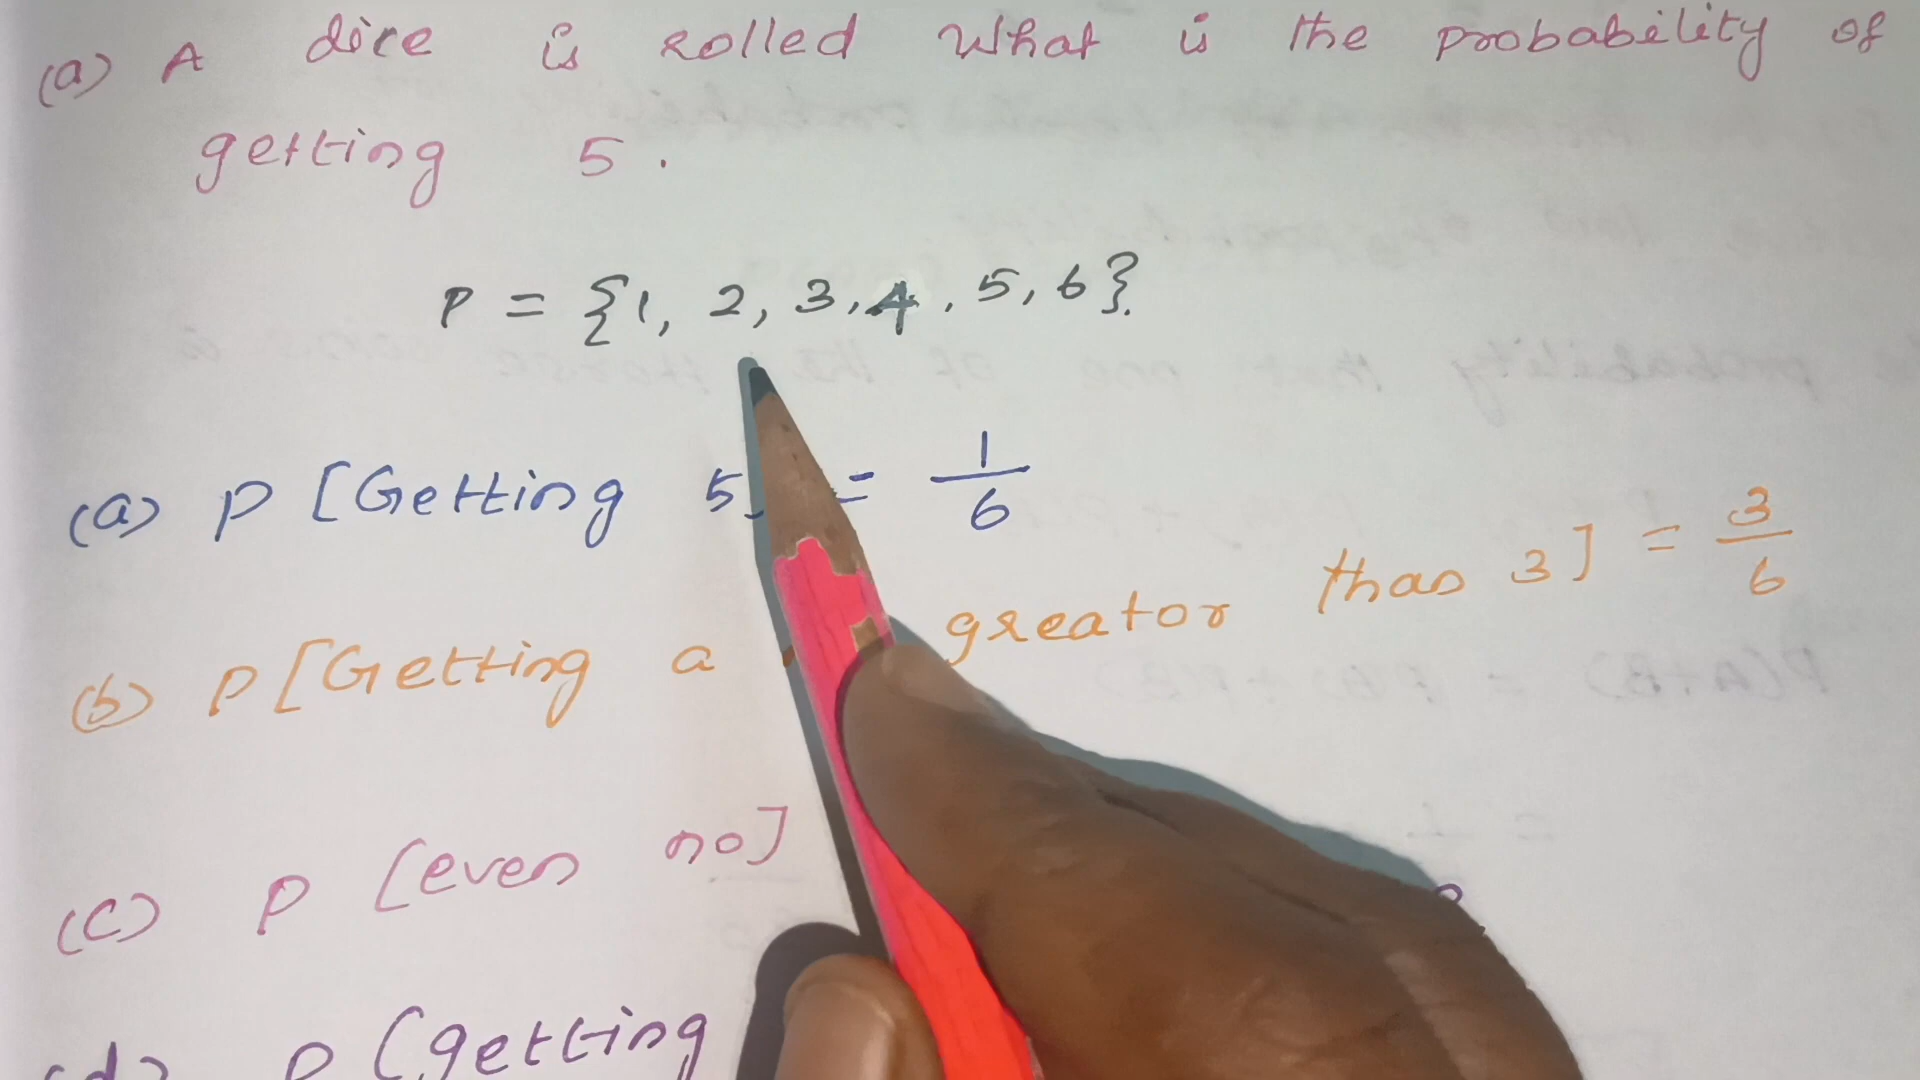 (a) A dice is rolled What is the probability of
getting 5.
P = {1, 2, 3, 4, 5, 6}.
(a) P [Getting 5] = 1/6
(b) P [Getting a greator than 3] = 3/6
(c) P [even no]
(d) P (getting